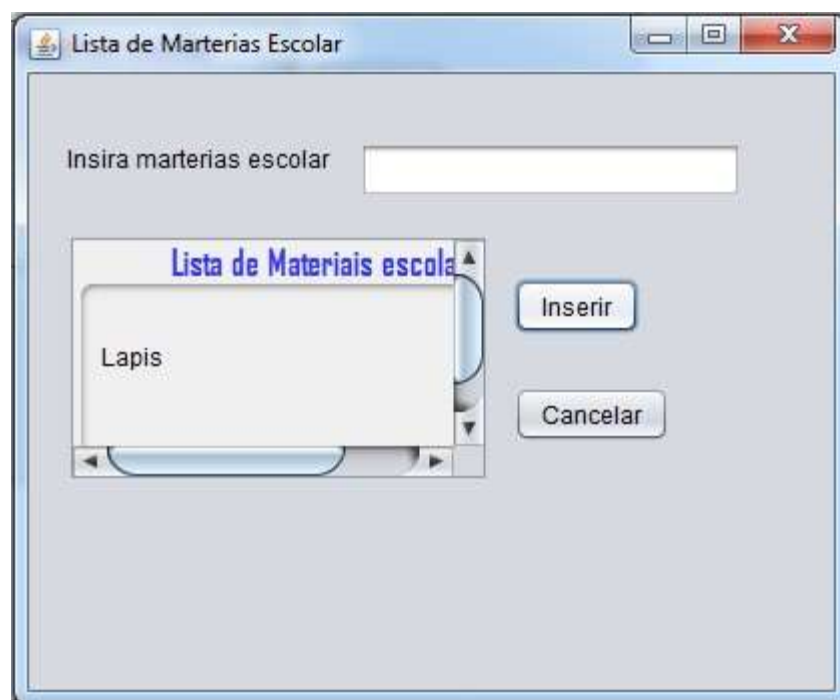 Lista de Marterias Escolar
Insira marterias escolar
Lista de Materiais escola
Lapis
Inserir
Cancelar